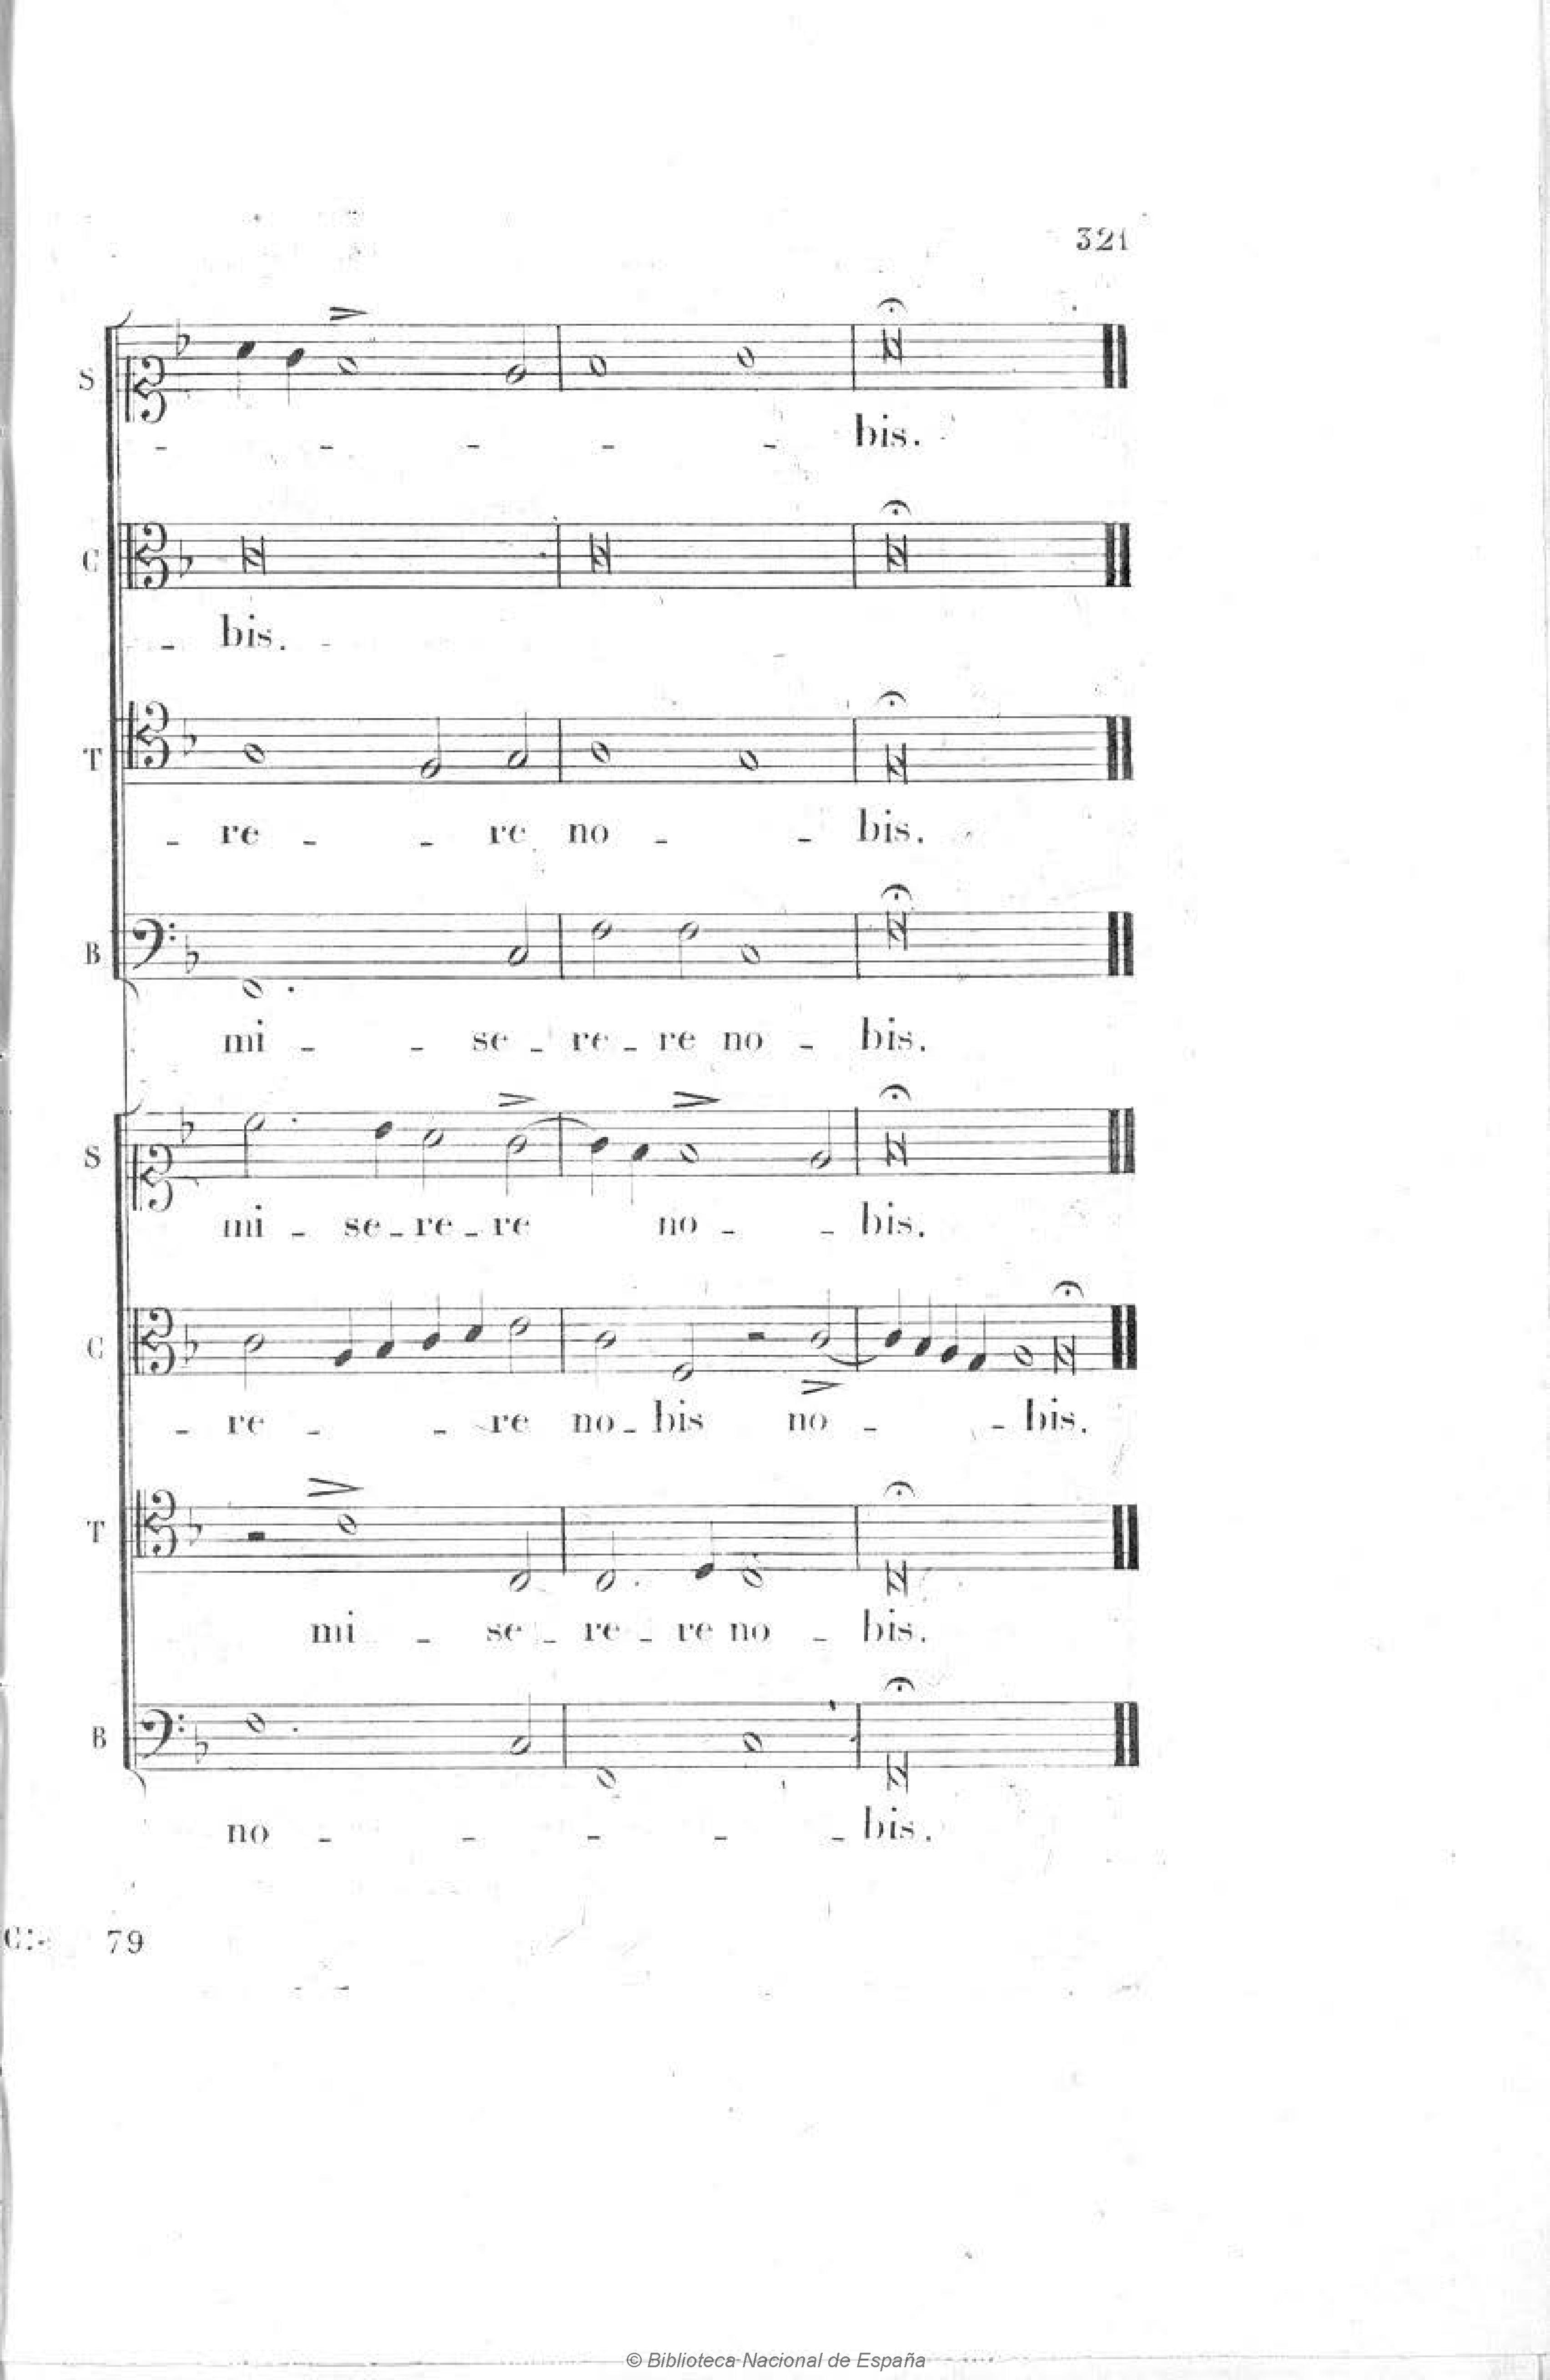 321
S
- - - - - bis.
C
- bis. -
T
- re - - re no - - bis.
B
mi - - se - re - re no - bis.
S
mi - se - re - re no - - bis.
C
- re - - re no - bis no - - bis.
T
mi - se - re - re no - bis.
B
no - - - - - bis.
79
© Biblioteca Nacional de España